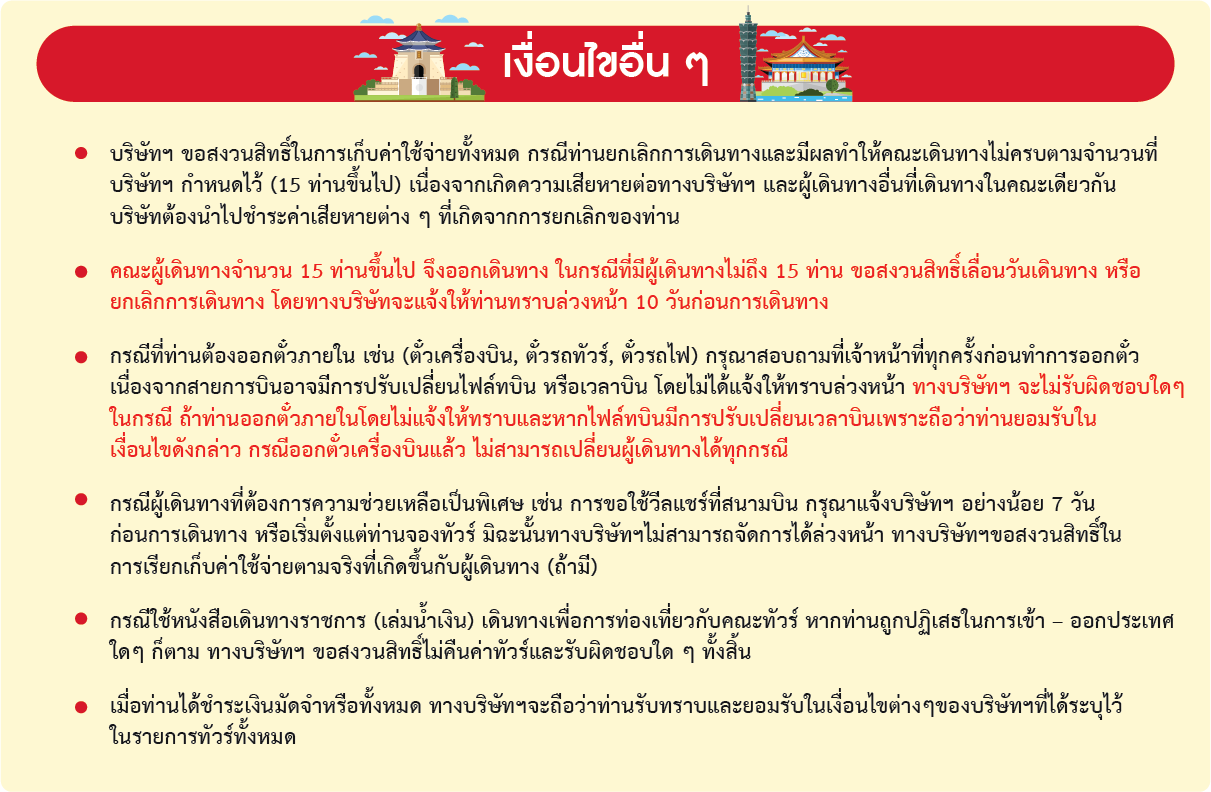 เงื่อนไขอื่น ๆ
บริษัทฯ ขอสงวนสิทธิ์ในการเก็บค่าใช้จ่ายทั้งหมด กรณีท่านยกเลิกการเดินทางและมีผลทำให้คณะเดินทางไม่ครบตามจำนวนที่
บริษัทฯ กำหนดไว้ (15 ท่านขึ้นไป) เนื่องจากเกิดความเสียหายต่อทางบริษัทฯ และผู้เดินทางอื่นที่เดินทางในคณะเดียวกัน
บริษัทต้องนำไปชำระค่าเสียหายต่าง ๆ ที่เกิดจากการยกเลิกของท่าน
คณะผู้เดินทางจำนวน 15 ท่านขึ้นไป จึงออกเดินทาง ในกรณีที่มีผู้เดินทางไม่ถึง 15 ท่าน ขอสงวนสิทธิ์เลื่อนวันเดินทาง หรือ
ยกเลิกการเดินทาง โดยทางบริษัทจะแจ้งให้ท่านทราบล่วงหน้า 10 วันก่อนการเดินทาง
กรณีที่ท่านต้องออกตั๋วภายใน เช่น (ตั๋วเครื่องบิน, ตั๋วรถทัวร์, ตั๋วรถไฟ) กรุณาสอบถามที่เจ้าหน้าที่ทุกครั้งก่อนทำการออกตั๋ว
เนื่องจากสายการบินอาจมีการปรับเปลี่ยนไฟล์ทบิน หรือเวลาบิน โดยไม่ได้แจ้งให้ทราบล่วงหน้า ทางบริษัทฯ จะไม่รับผิดชอบใดๆ
ในกรณี ถ้าท่านออกตั๋วภายในโดยไม่แจ้งให้ทราบและหากไฟล์ทบินมีการปรับเปลี่ยนเวลาบินเพราะถือว่าท่านยอมรับใน
เงื่อนไขดังกล่าว กรณีออกตั๋วเครื่องบินแล้ว ไม่สามารถเปลี่ยนผู้เดินทางได้ทุกกรณี
กรณีผู้เดินทางที่ต้องการความช่วยเหลือเป็นพิเศษ เช่น การขอใช้วีลแชร์ที่สนามบิน กรุณาแจ้งบริษัทฯ อย่างน้อย 7 วัน
ก่อนการเดินทาง หรือเริ่มตั้งแต่ท่านจองทัวร์ มิฉะนั้นทางบริษัทฯไม่สามารถจัดการได้ล่วงหน้า ทางบริษัทฯขอสงวนสิทธิ์ใน
การเรียกเก็บค่าใช้จ่ายตามจริงที่เกิดขึ้นกับผู้เดินทาง (ถ้ามี)
กรณีใช้หนังสือเดินทางราชการ (เล่มน้ำเงิน) เดินทางเพื่อการท่องเที่ยวกับคณะทัวร์ หากท่านถูกปฏิเสธในการเข้า – ออกประเทศ
ใดๆ ก็ตาม ทางบริษัทฯ ขอสงวนสิทธิ์ไม่คืนค่าทัวร์และรับผิดชอบใด ๆ ทั้งสิ้น
เมื่อท่านได้ชำระเงินมัดจำหรือทั้งหมด ทางบริษัทฯจะถือว่าท่านรับทราบและยอมรับในเงื่อนไขต่างๆของบริษัทฯที่ได้ระบุไว้
ในรายการทัวร์ทั้งหมด